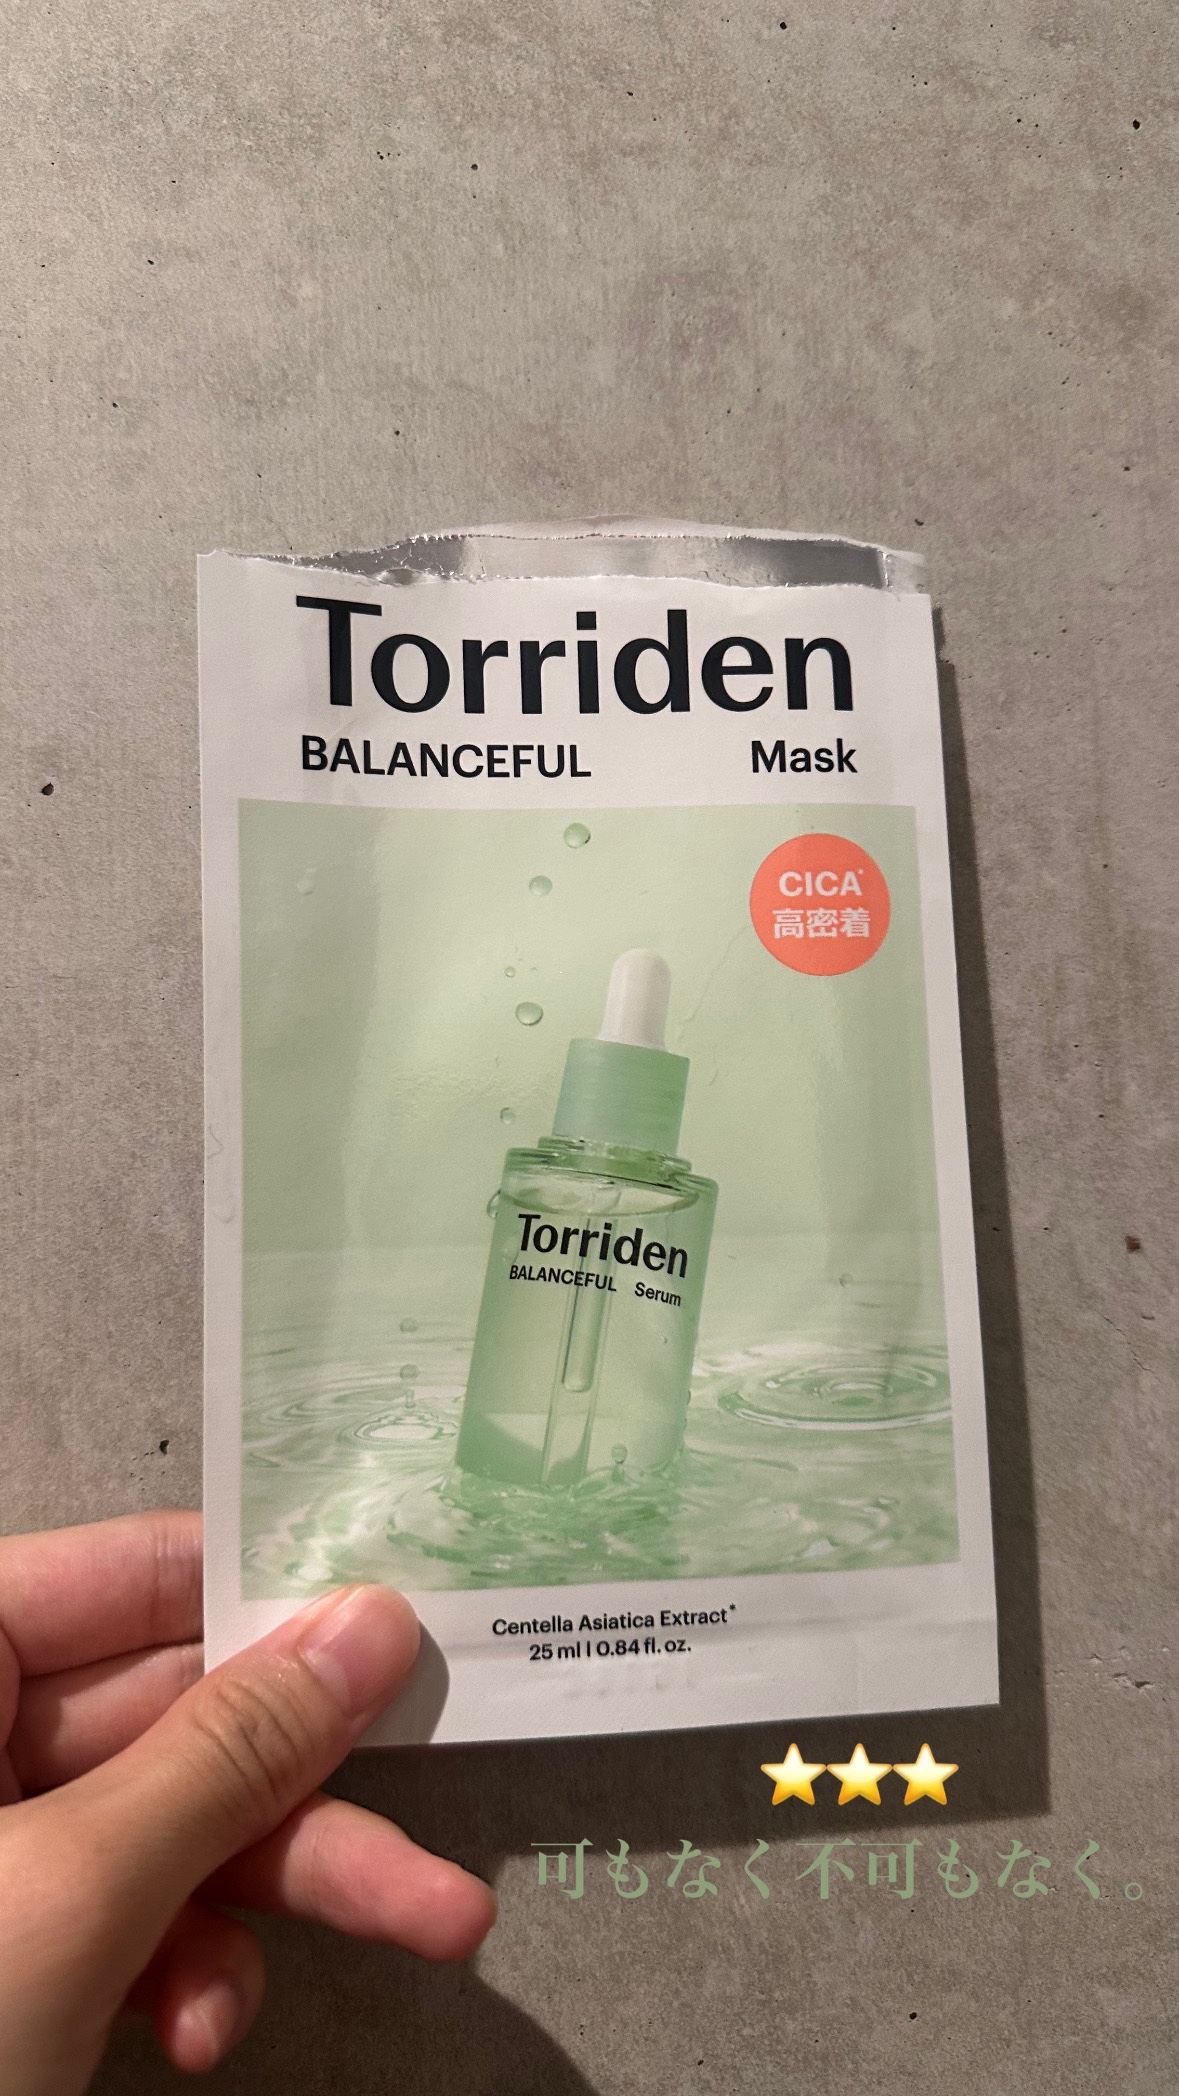 Torriden
BALANCEFUL Mask
CICA*
高密着
Torriden
BALANCEFUL Serum
Centella Asiatica Extract*
25 ml | 0.84 fl. oz.
⭐⭐⭐
可もなく不可もなく。